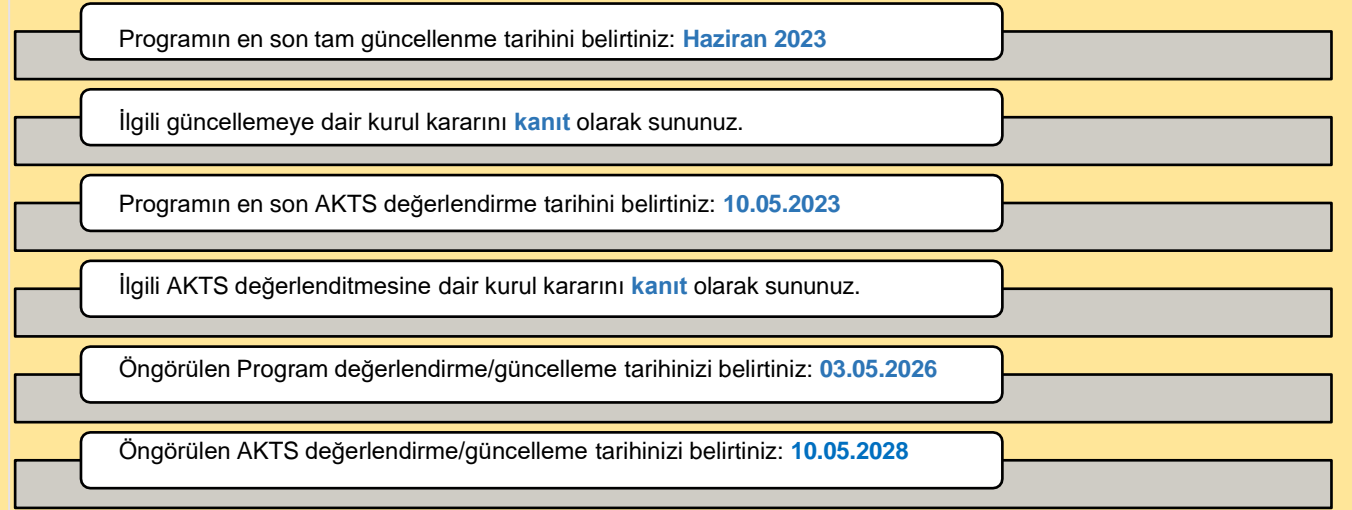 Programın en son tam güncellenme tarihini belirtiniz: Haziran 2023
İlgili güncellemeye dair kurul kararını kanıt olarak sununuz.
Programın en son AKTS değerlendirme tarihini belirtiniz: 10.05.2023
İlgili AKTS değerlenditmesine dair kurul kararını kanıt olarak sununuz.
Öngörülen Program değerlendirme/güncelleme tarihinizi belirtiniz: 03.05.2026
Öngörülen AKTS değerlendirme/güncelleme tarihinizi belirtiniz: 10.05.2028